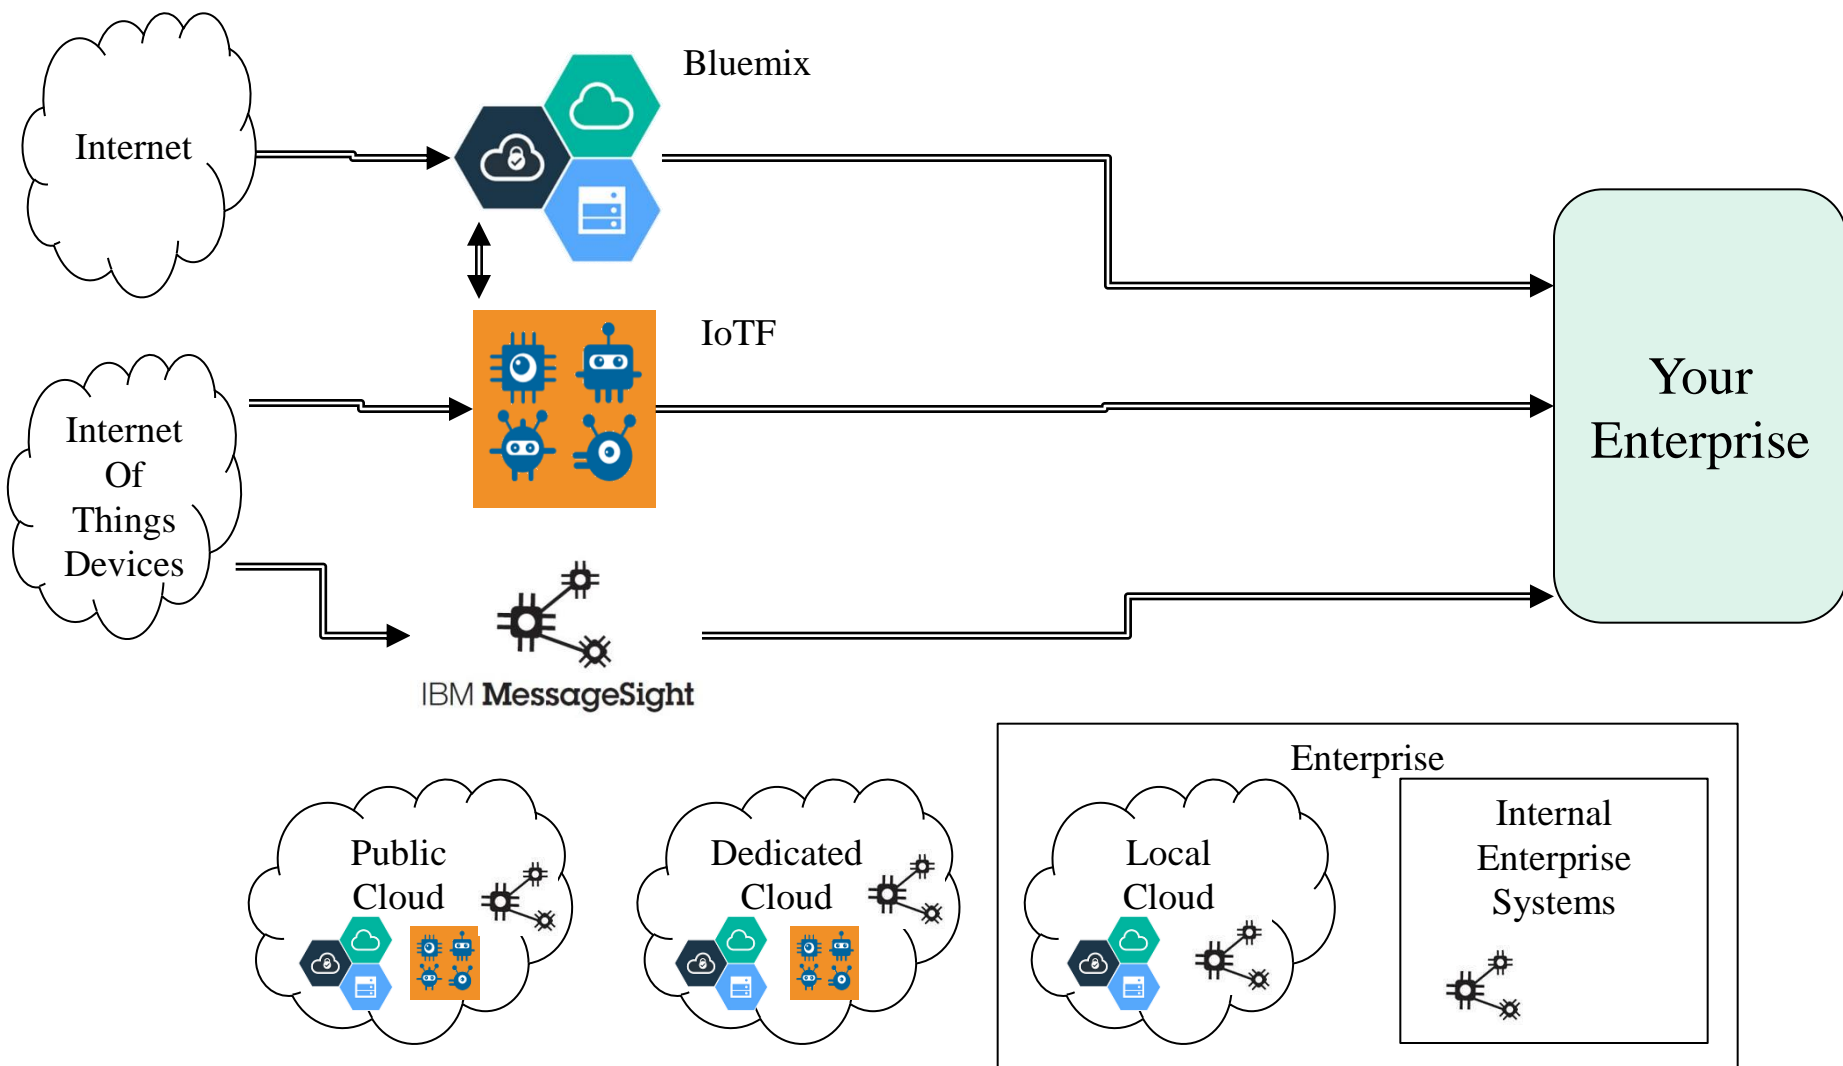 Bluemix
Internet
IoTF
Internet
Of
Things
Devices
Your
Enterprise
IBM MessageSight
Enterprise
Public
Cloud
Dedicated
Cloud
Local
Cloud
Internal
Enterprise
Systems